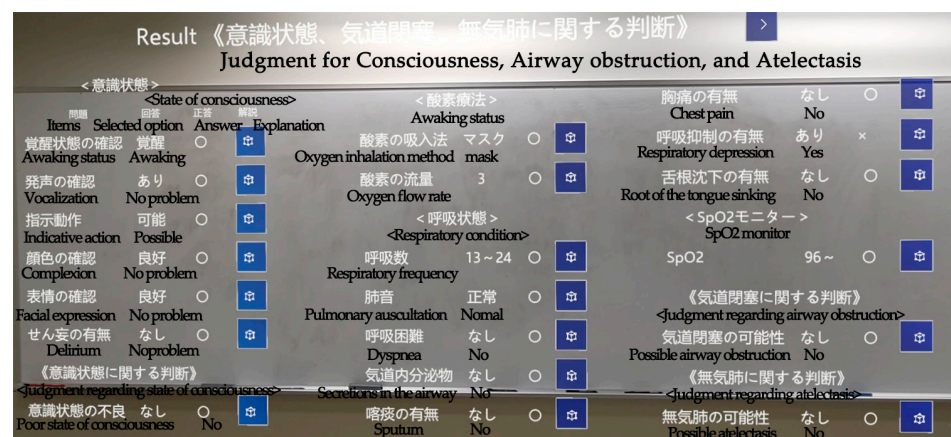 Result 《意識状態、気道閉塞、無気肺に関する判断》
Judgment for Consciousness, Airway obstruction, and Atelectasis
<意識状態>
<State of consciousness>
問題 回答 正答 解説
Items Selected option Answer Explanation
覚醒状態の確認 覚醒 ○
Awaking status Awaking
発声の確認 あり ○
Vocalization No problem
指示動作 可能 ○
Indicative action Possible
顔色の確認 良好 ○
Complexion No problem
表情の確認 良好 ○
Facial expression No problem
せん妄の有無 なし ○
Delirium Noproblem
《意識状態に関する判断》
<Judgment regarding state of consciousness>
意識状態の不良 なし ○
Poor state of consciousness No
<酸素療法>
Awaking status
酸素の吸入法 マスク ○
Oxygen inhalation method mask
酸素の流量 3 ○
Oxygen flow rate
<呼吸状態>
<Respiratory condition>
呼吸数 13~24 ○
Respiratory frequency
肺音 正常 ○
Pulmonary auscultation Nomal
呼吸困難 なし ○
Dyspnea No
気道内分泌物 なし ○
Secretions in the airway No
喀痰の有無 なし ○
Sputum No
胸痛の有無 なし ○
Chest pain No
呼吸抑制の有無 あり ×
Respiratory depression Yes
舌根沈下の有無 なし ○
Root of the tongue sinking No
<SpO2モニター>
SpO2 monitor
SpO2 96~ ○
《気道閉塞に関する判断》
<Judgment regarding airway obstruction>
気道閉塞の可能性 なし ○
Possible airway obstruction No
《無気肺に関する判断》
<Judgment regarding atelectasis>
無気肺の可能性 なし ○
Possible atelectasis No